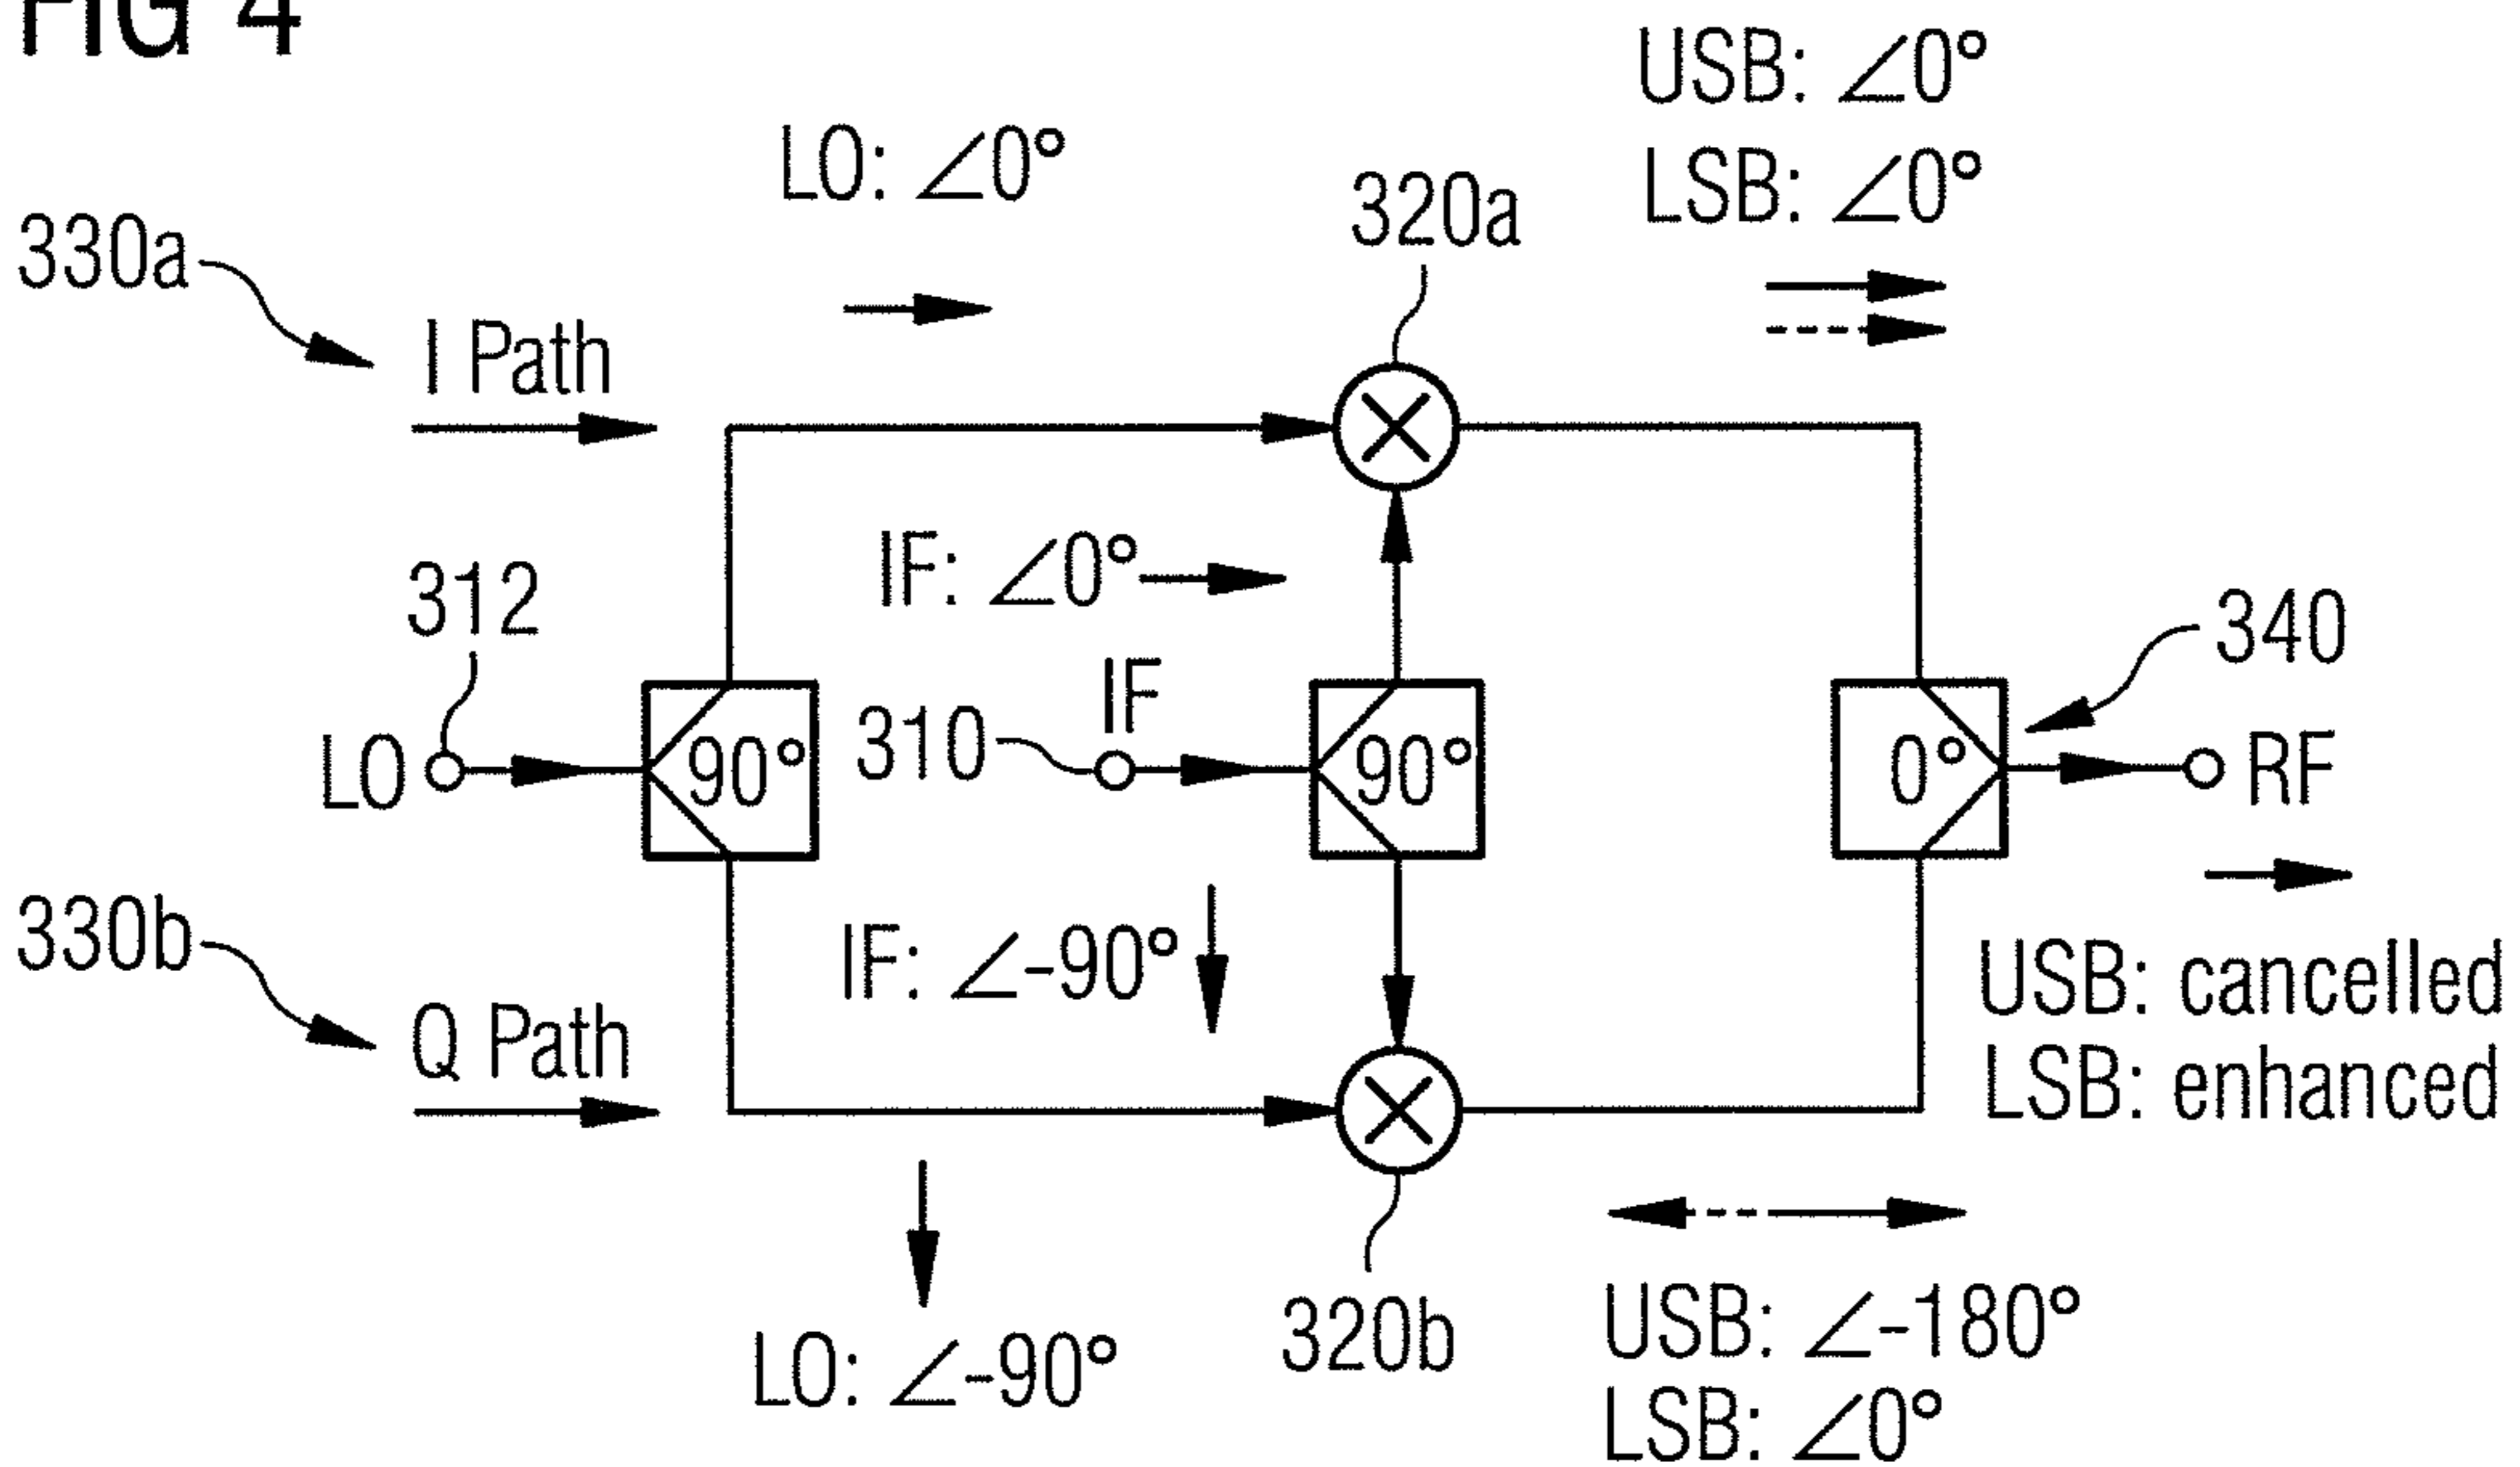 FIG 4
USB: ∠0°
LO: ∠0°
LSB: ∠0°
320a
330a
I Path
IF: ∠0°
312
340
IF
310
LO
90°
90°
0°
RF
330b
IF: ∠-90°
USB: cancelled
Q Path
LSB: enhanced
320b
USB: ∠-180°
LO: ∠-90°
LSB: ∠0°